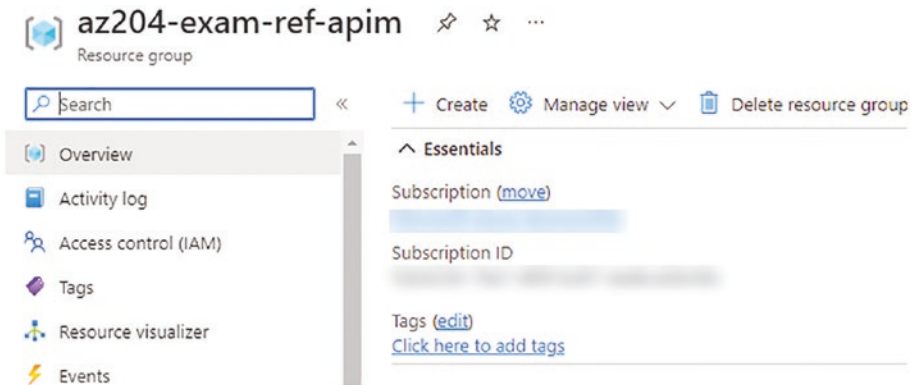 az204-exam-ref-apim
Resource group
Search
Create
Manage view
Delete resource group
Overview
Activity log
Access control (IAM)
Tags
Resource visualizer
Events
Essentials
Subscription (move)
Subscription ID
Tags (edit)
Click here to add tags